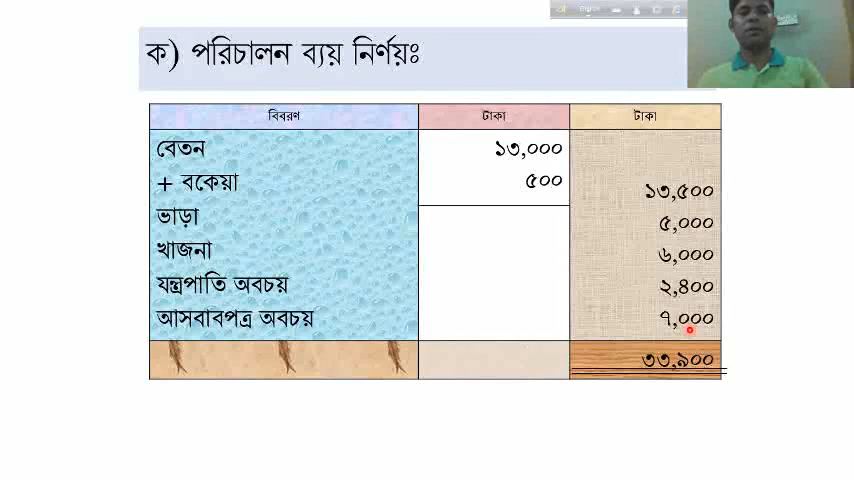 ক) পরিচালন ব্যয় নির্ণয়ঃ
বিবরণ টাকা টাকা
বেতন ১৩,০০০
+ বকেয়া ৫০০ ১৩,৫০০
ভাড়া ৫,০০০
খাজনা ৬,০০০
যন্ত্রপাতি অবচয় ২,৪০০
আসবাবপত্র অবচয় ৭,০০০
৩৩,৯০০